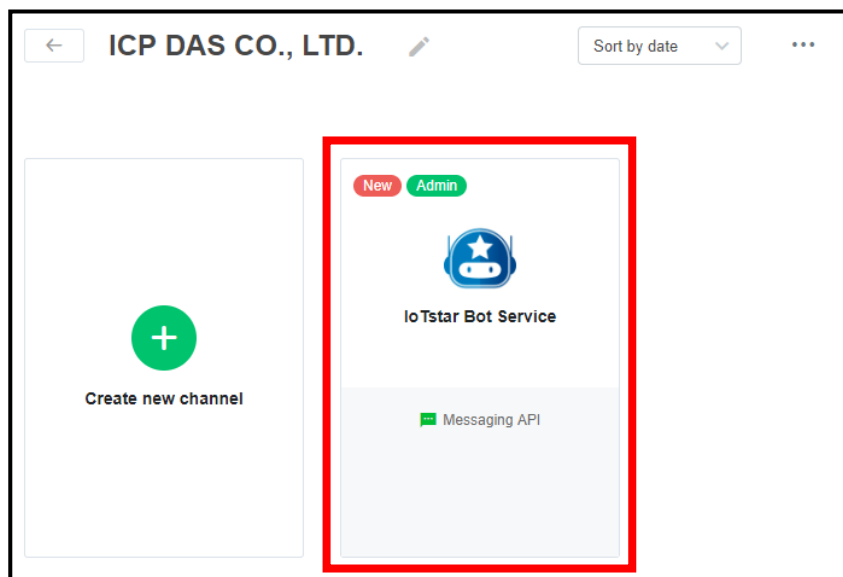 ICP DAS CO., LTD.
Sort by date
New Admin
IoTstar Bot Service
Create new channel
Messaging API